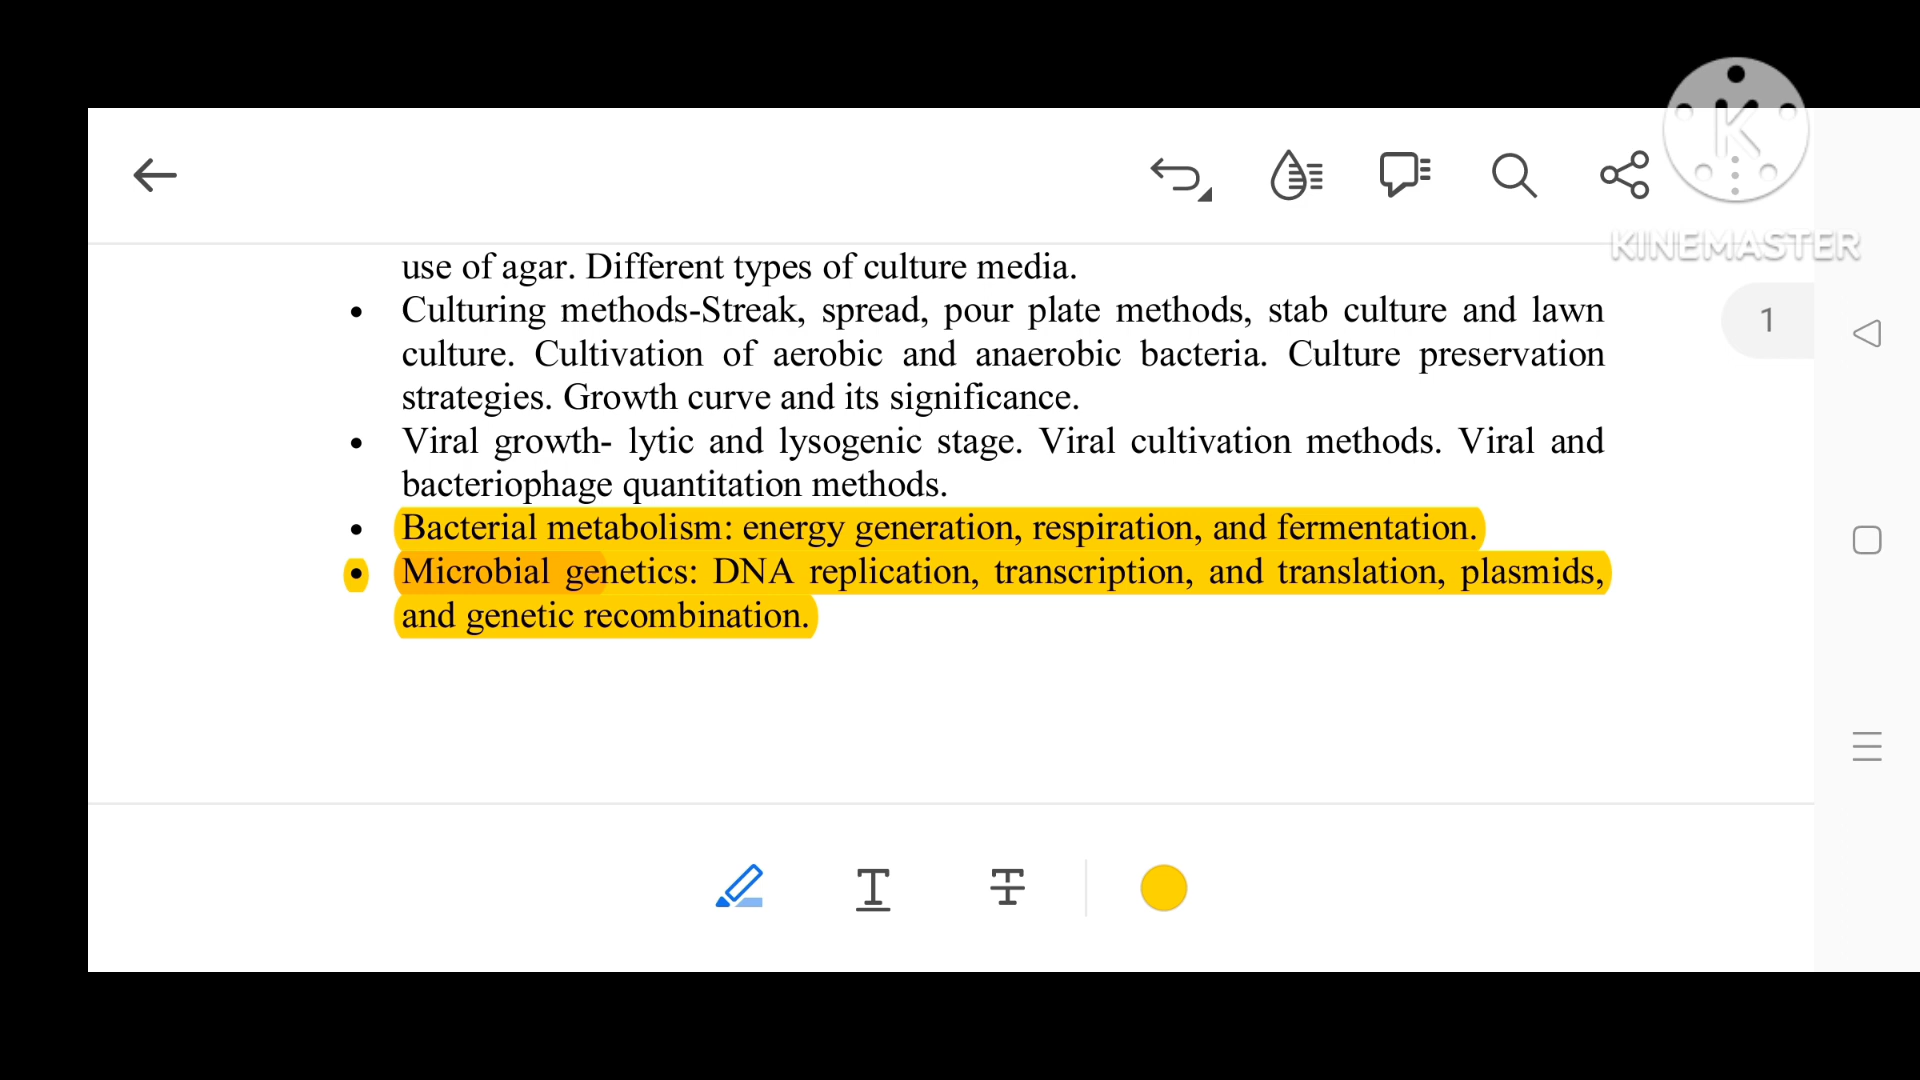 K
KINEMASTER
1
use of agar. Different types of culture media.
• Culturing methods-Streak, spread, pour plate methods, stab culture and lawn
culture. Cultivation of aerobic and anaerobic bacteria. Culture preservation
strategies. Growth curve and its significance.
• Viral growth- lytic and lysogenic stage. Viral cultivation methods. Viral and
bacteriophage quantitation methods.
• Bacterial metabolism: energy generation, respiration, and fermentation.
• Microbial genetics: DNA replication, transcription, and translation, plasmids,
and genetic recombination.